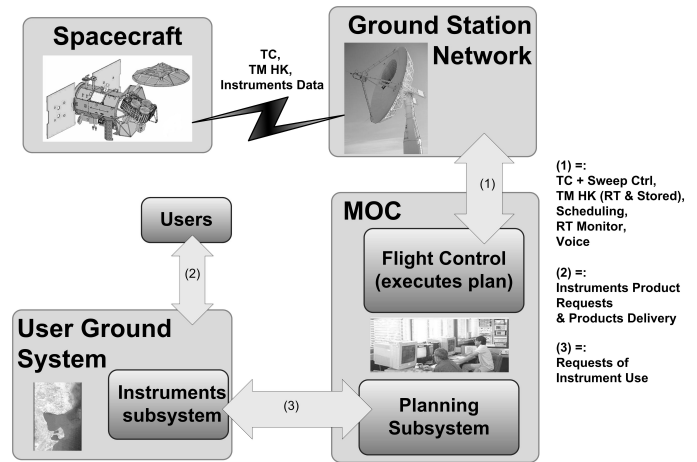 Spacecraft
TC,
TM HK,
Instruments Data
Ground Station
Network
(1)
(1) =:
TC + Sweep Ctrl,
TM HK (RT & Stored),
Scheduling,
RT Monitor,
Voice
(2) =:
Instruments Product
Requests
& Products Delivery
(3) =:
Requests of
Instrument Use
Users
(2)
MOC
Flight Control
(executes plan)
User Ground
System
Instruments
subsystem
(3)
Planning
Subsystem